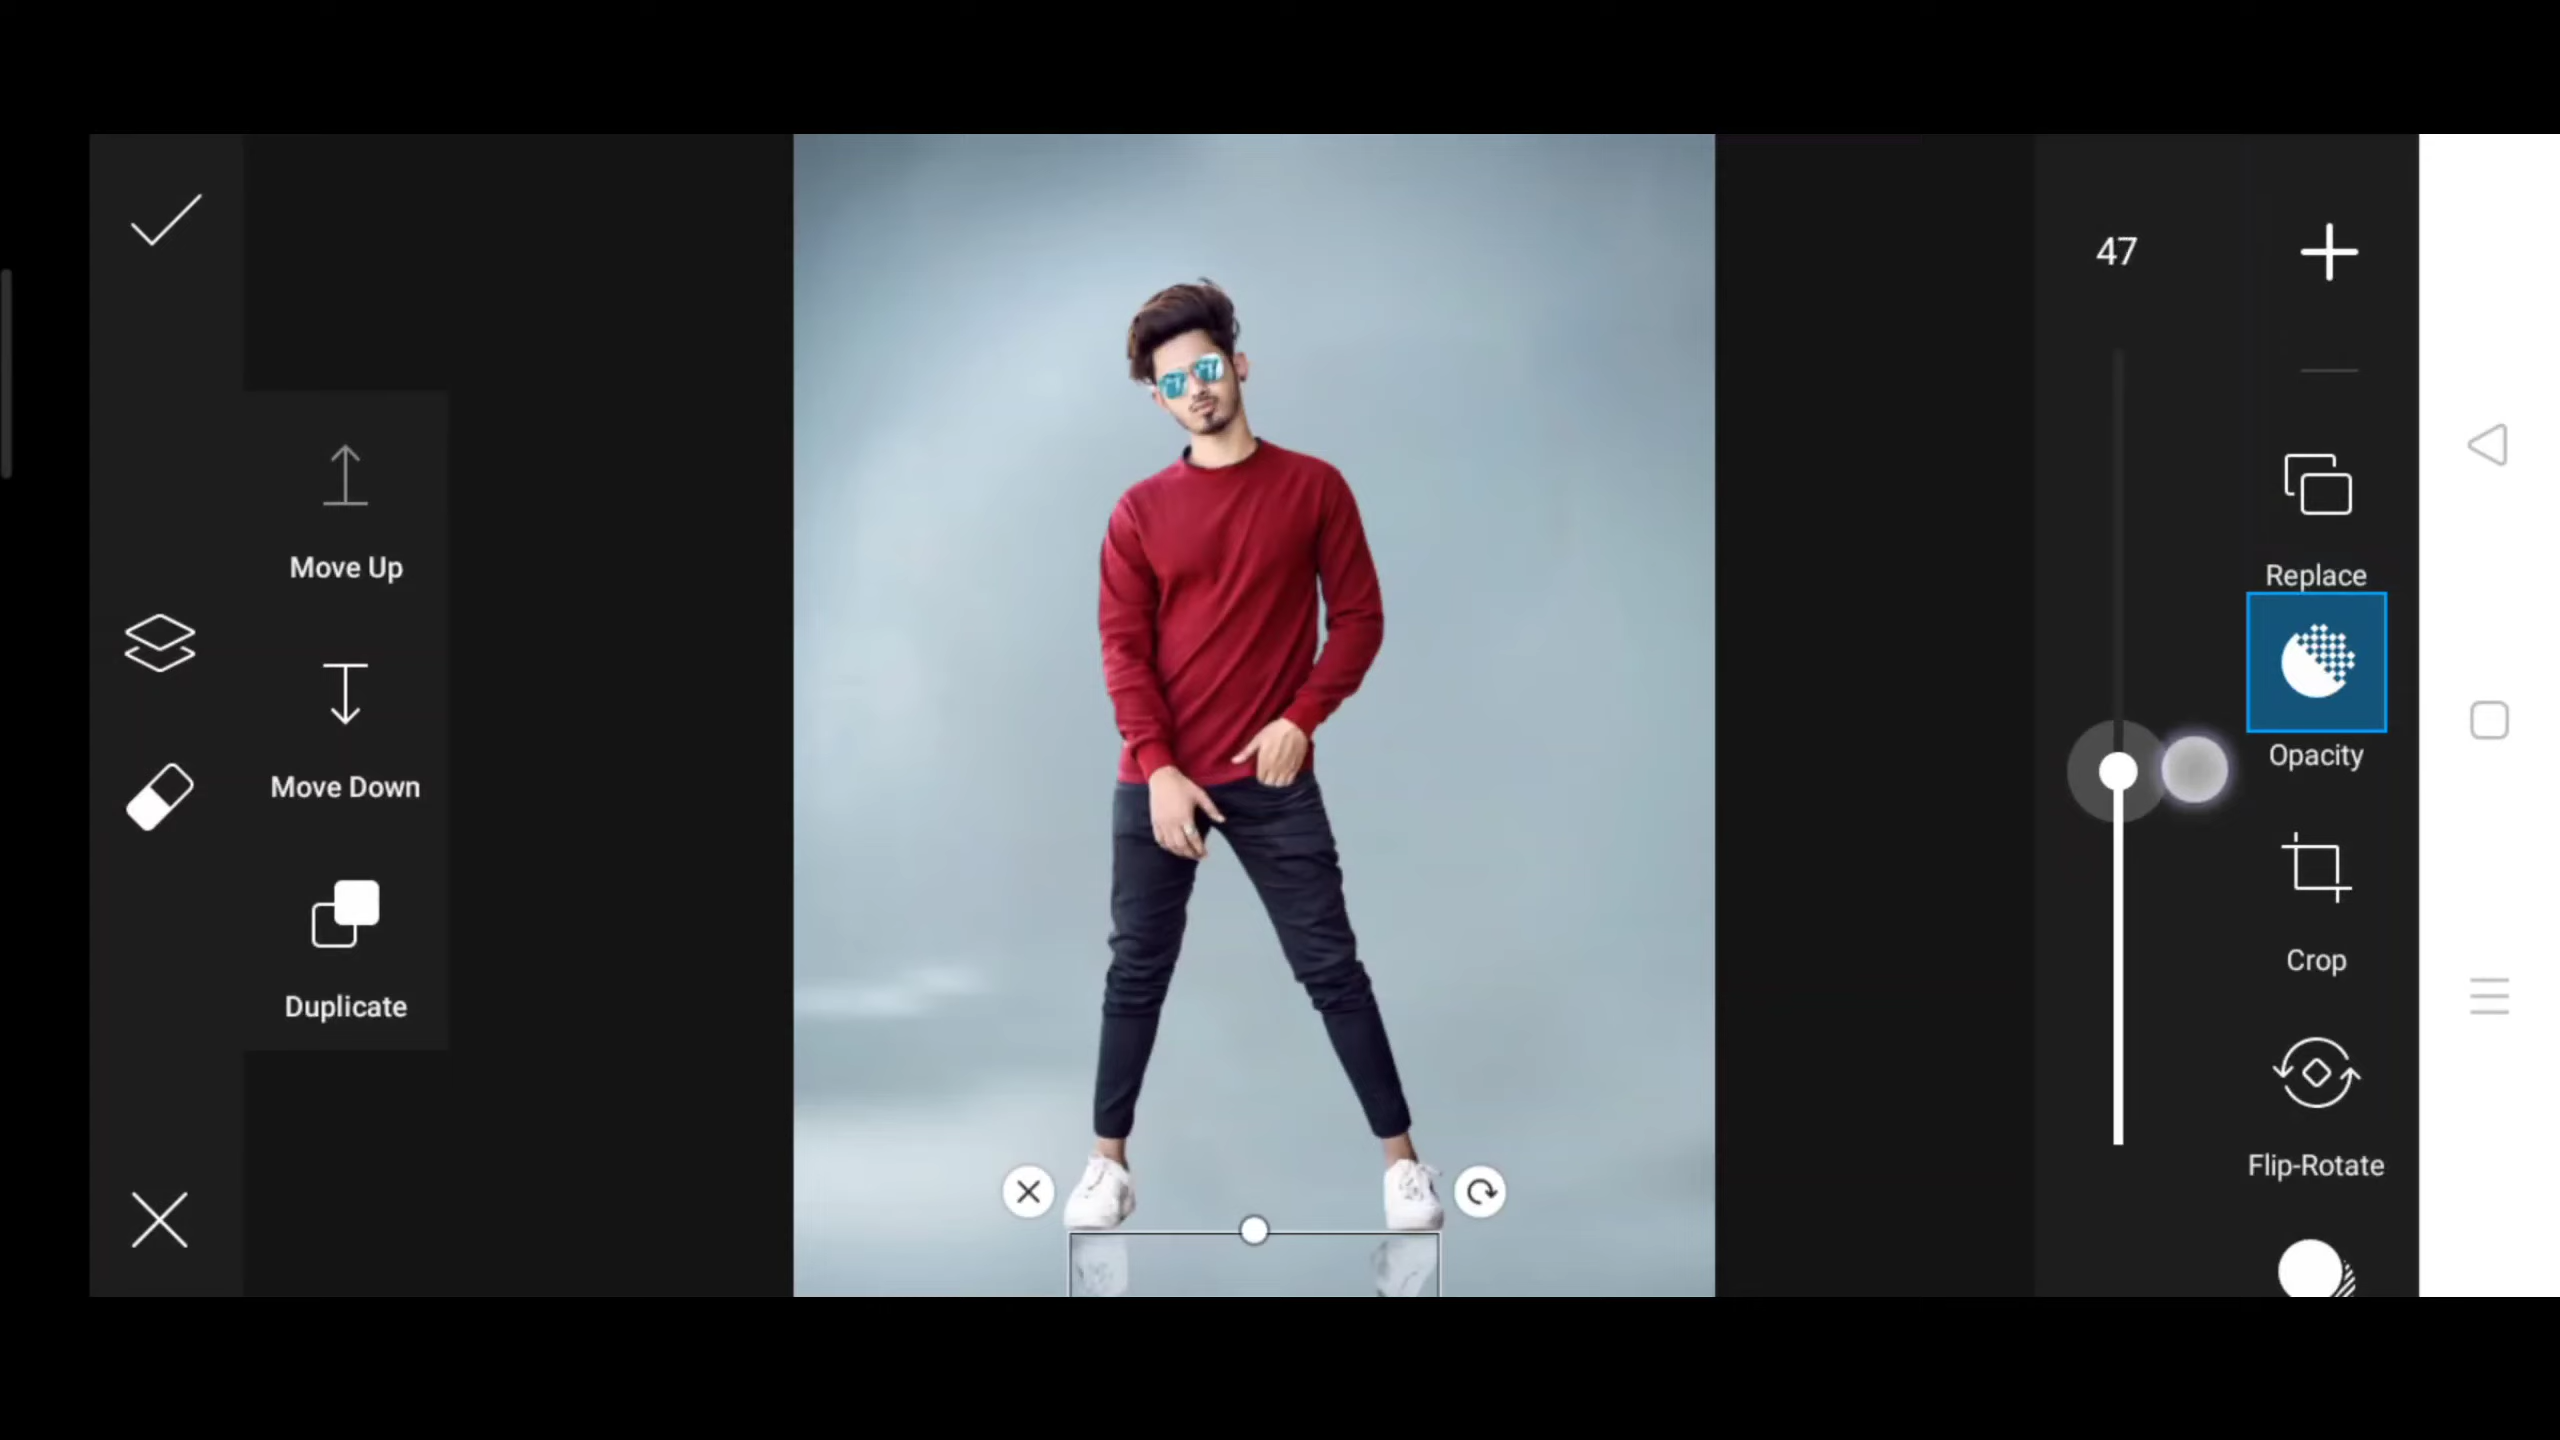 47
Move Up
Replace
Opacity
Move Down
Crop
Duplicate
Flip-Rotate